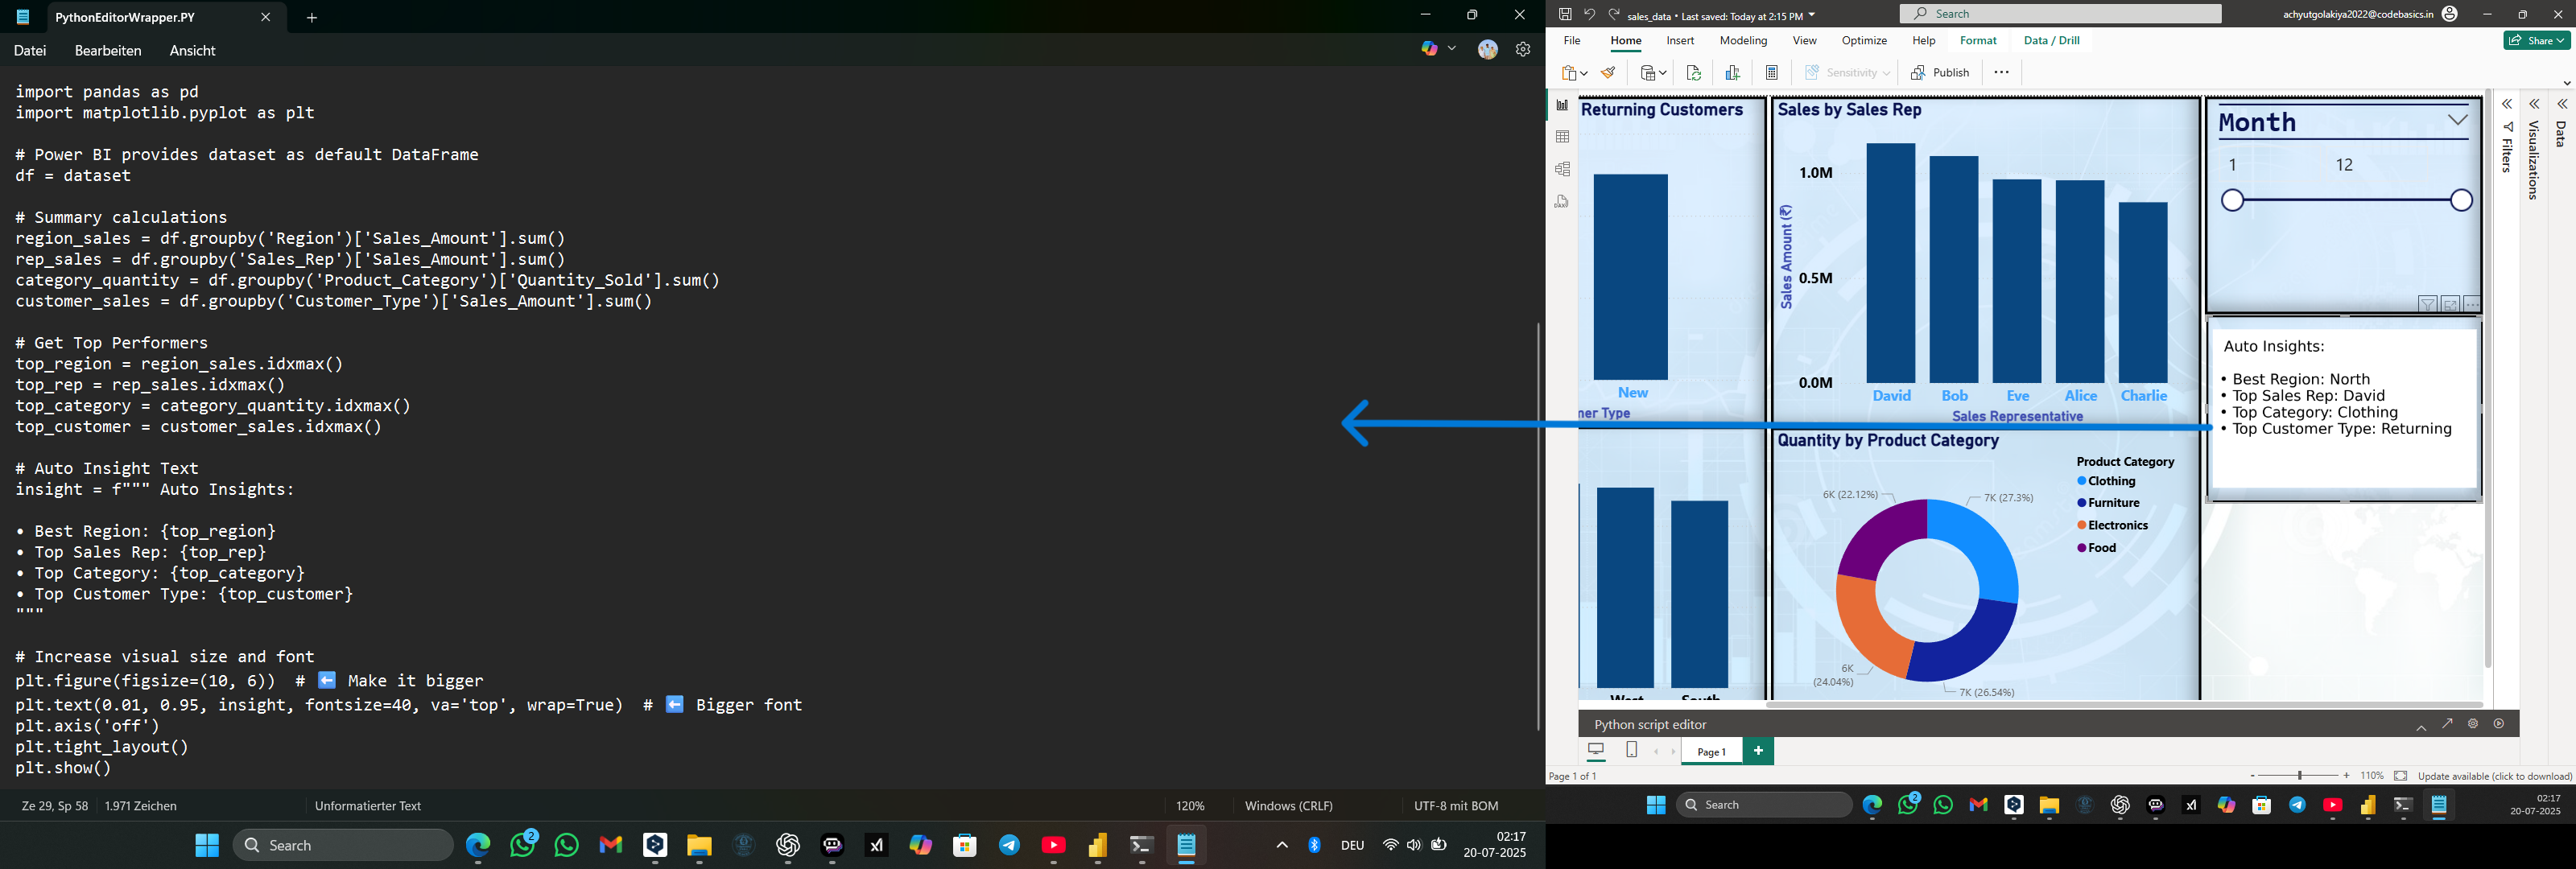 PythonEditorWrapper.PY
Datei Bearbeiten Ansicht
import pandas as pd
import matplotlib.pyplot as plt
# Power BI provides dataset as default DataFrame
df = dataset
# Summary calculations
region_sales = df.groupby('Region')['Sales_Amount'].sum()
rep_sales = df.groupby('Sales_Rep')['Sales_Amount'].sum()
category_quantity = df.groupby('Product_Category')['Quantity_Sold'].sum()
customer_sales = df.groupby('Customer_Type')['Sales_Amount'].sum()
# Get Top Performers
top_region = region_sales.idxmax()
top_rep = rep_sales.idxmax()
top_category = category_quantity.idxmax()
top_customer = customer_sales.idxmax()
# Auto Insight Text
insight = f""" Auto Insights:
• Best Region: {top_region}
• Top Sales Rep: {top_rep}
• Top Category: {top_category}
• Top Customer Type: {top_customer}
"""
# Increase visual size and font
plt.figure(figsize=(10, 6))  # ⬅️ Make it bigger
plt.text(0.01, 0.95, insight, fontsize=40, va='top', wrap=True)  # ⬅️ Bigger font
plt.axis('off')
plt.tight_layout()
plt.show()
Ze 29, Sp 58 1.971 Zeichen Unformatierter Text 120% Windows (CRLF) UTF-8 mit BOM
Search 2 DEU 02:17
20-07-2025
sales_data • Last saved: Today at 2:15 PM Search achyutgolakiya2022@codebasics.in
File Home Insert Modeling View Optimize Help Format Data / Drill Share
Sensitivity Publish
Returning Customers
New
mer Type
West South
Sales by Sales Rep
Sales Amount (₹)
1.0M
0.5M
0.0M
David Bob Eve Alice Charlie
Sales Representative
Quantity by Product Category
6K (22.12%)
7K (27.3%)
6K
(24.04%)
7K (26.54%)
Product Category
Clothing
Furniture
Electronics
Food
Month
1 12
Auto Insights:
• Best Region: North
• Top Sales Rep: David
• Top Category: Clothing
• Top Customer Type: Returning
Filters
Visualizations
Data
Python script editor
Page 1
Page 1 of 1 110% Update available (click to download)
Search 2 02:17
20-07-2025